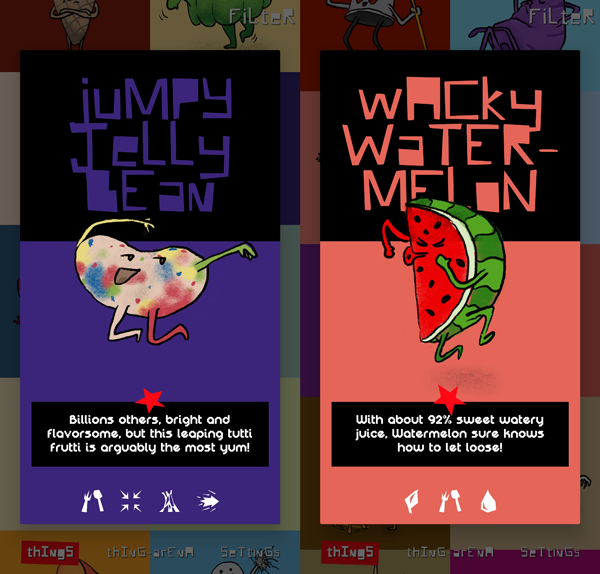 FiLteR
FiLteR
juMPy
JeLLy
BEaN
wACky
WaTER-
MELoN
Billions others, bright and
flavorsome, but this leaping tutti
frutti is arguably the most yum!
With about 92% sweet watery
juice, Watermelon sure knows
how to let loose!
thIngS thING-arENA SeTtiNGs
thIngS thING-arENA SeTtiNGs